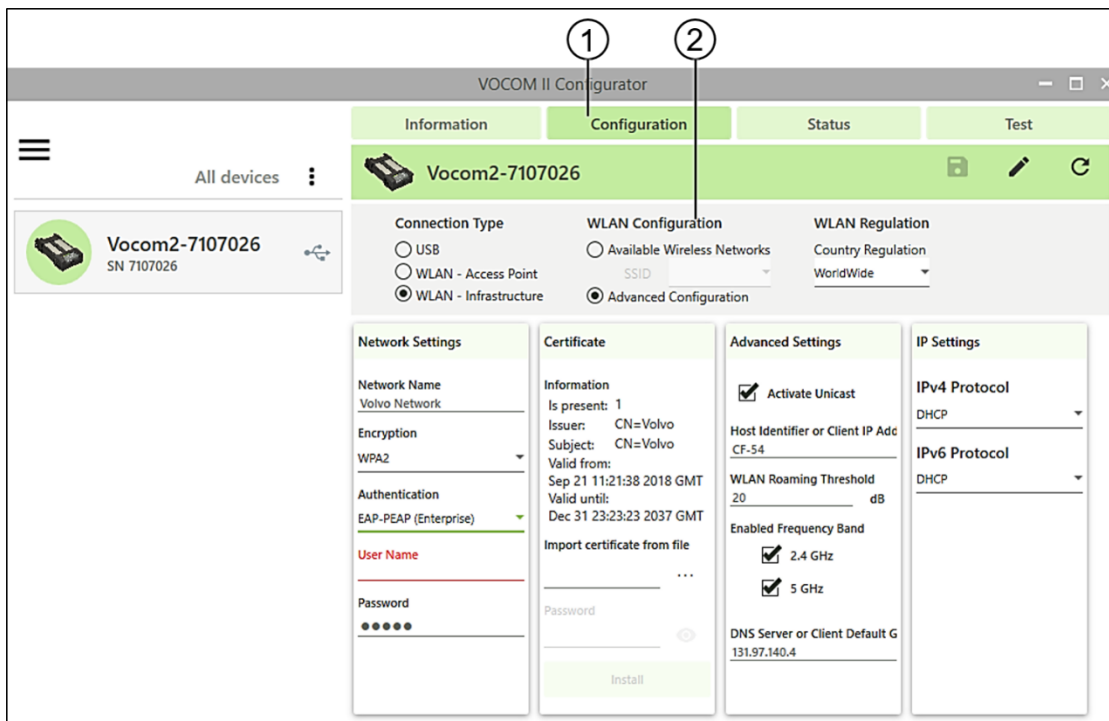 1 2
VOCOM II Configurator
Information Configuration Status Test
All devices
Vocom2-7107026
Vocom2-7107026
SN 7107026
Connection Type
USB
WLAN - Access Point
WLAN - Infrastructure
WLAN Configuration
Available Wireless Networks
SSID
Advanced Configuration
WLAN Regulation
Country Regulation
WorldWide
Network Settings
Network Name
Volvo Network
Encryption
WPA2
Authentication
EAP-PEAP (Enterprise)
User Name
Password
●●●●●
Certificate
Information
Is present: 1
Issuer: CN=Volvo
Subject: CN=Volvo
Valid from:
Sep 21 11:21:38 2018 GMT
Valid until:
Dec 31 23:23:23 2037 GMT
Import certificate from file
...
Password
Install
Advanced Settings
Activate Unicast
Host Identifier or Client IP Add
CF-54
WLAN Roaming Threshold
20 dB
Enabled Frequency Band
2.4 GHz
5 GHz
DNS Server or Client Default G
131.97.140.4
IP Settings
IPv4 Protocol
DHCP
IPv6 Protocol
DHCP